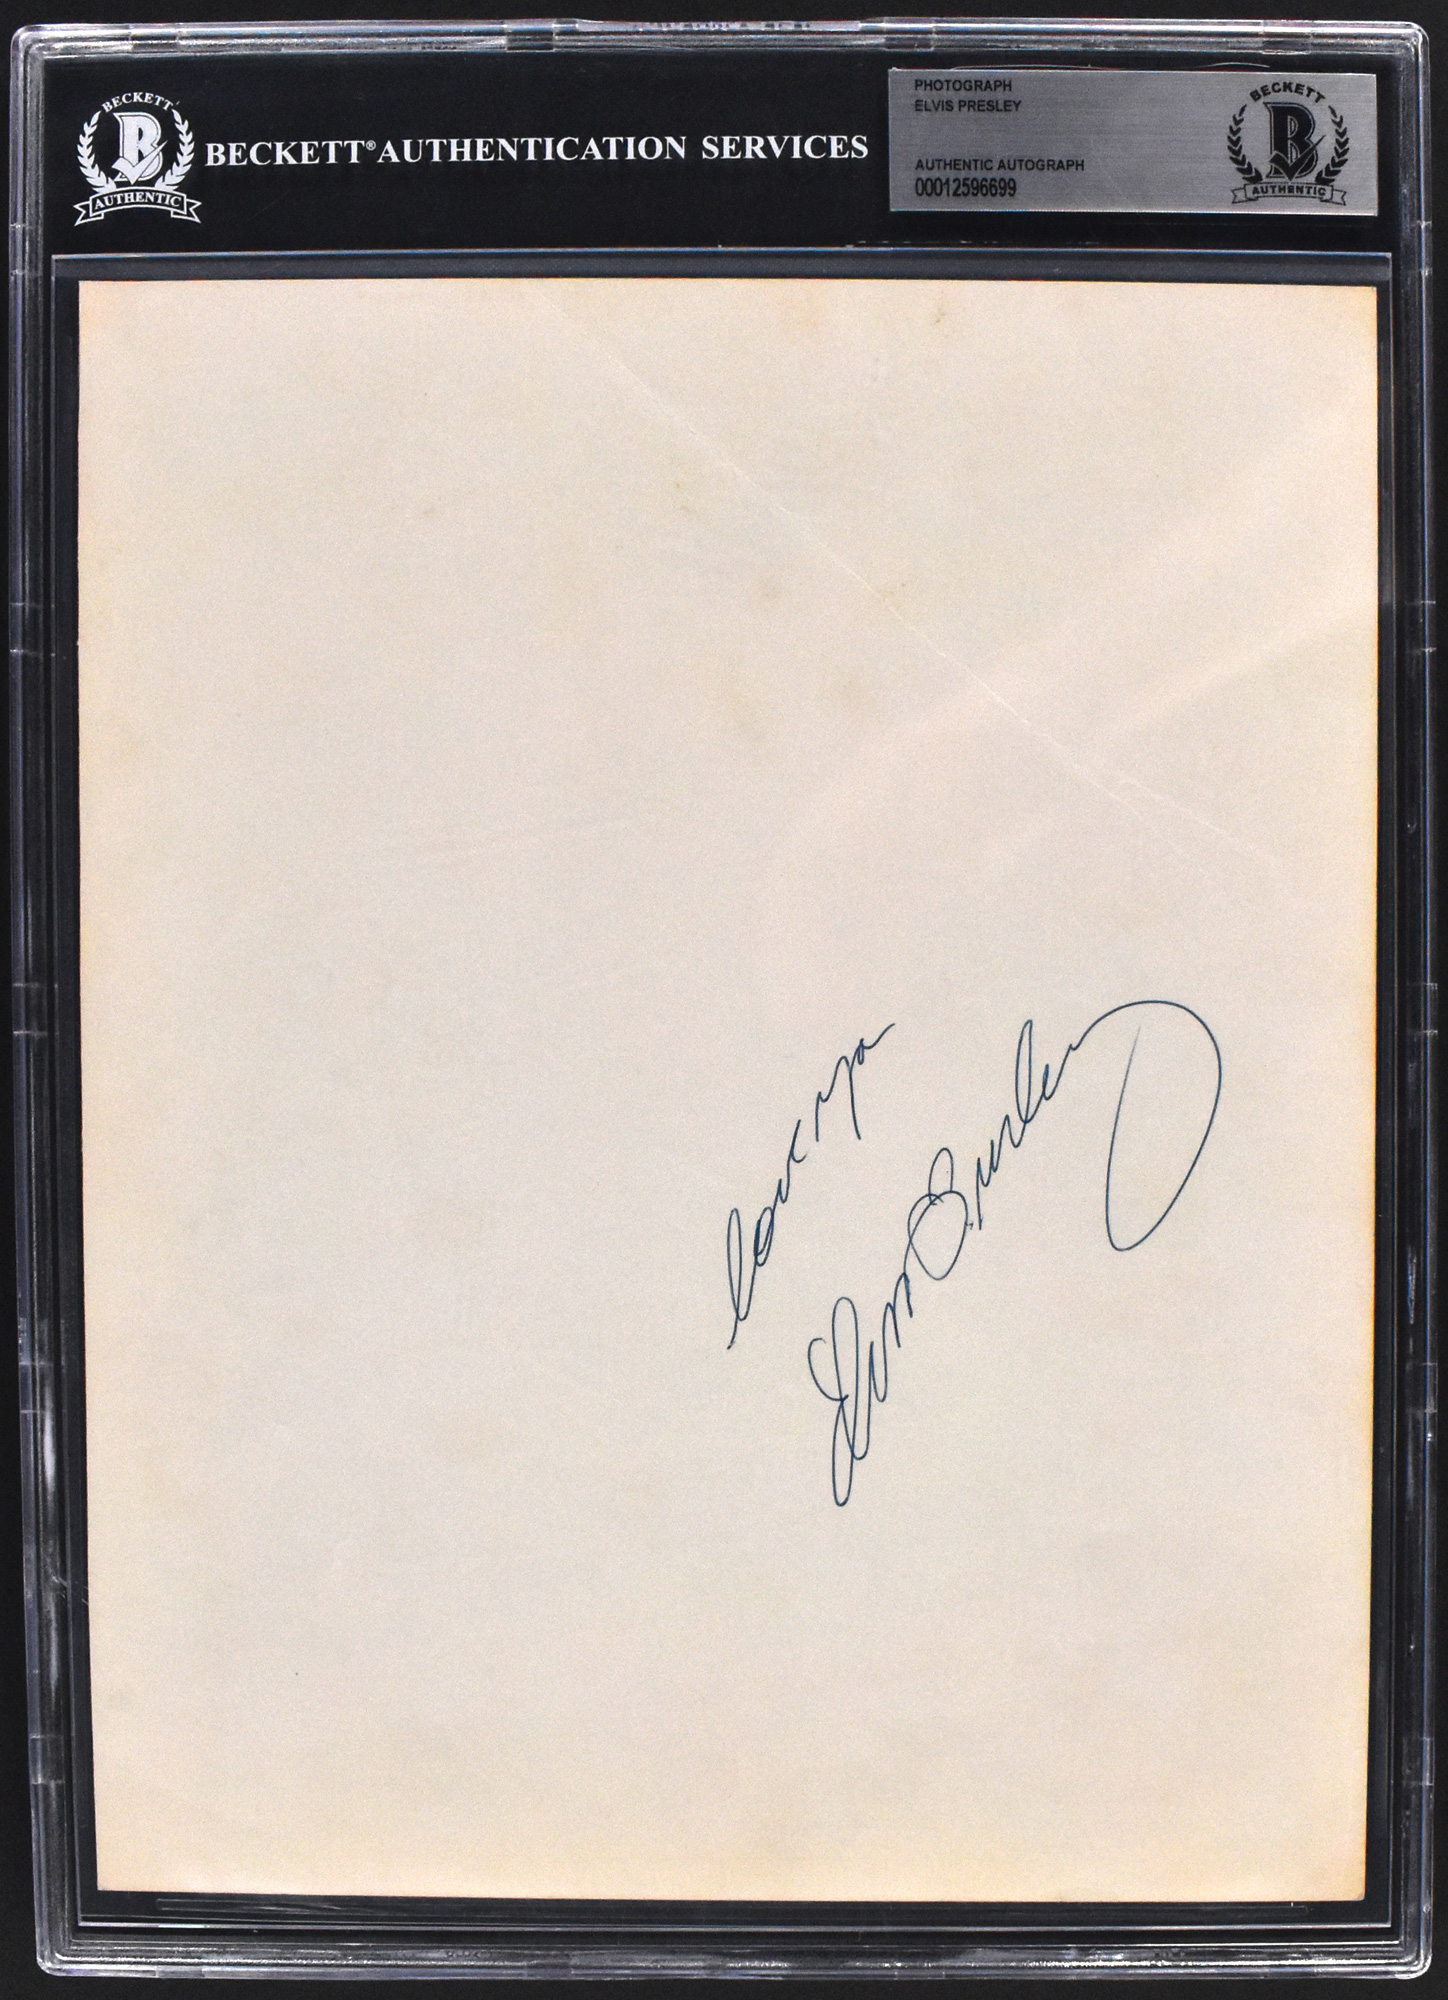 BECKETT
AUTHENTIC
BECKETT® AUTHENTICATION SERVICES
PHOTOGRAPH
ELVIS PRESLEY
AUTHENTIC AUTOGRAPH
00012596699
BECKETT
AUTHENTIC
love ya
Elvis Presley